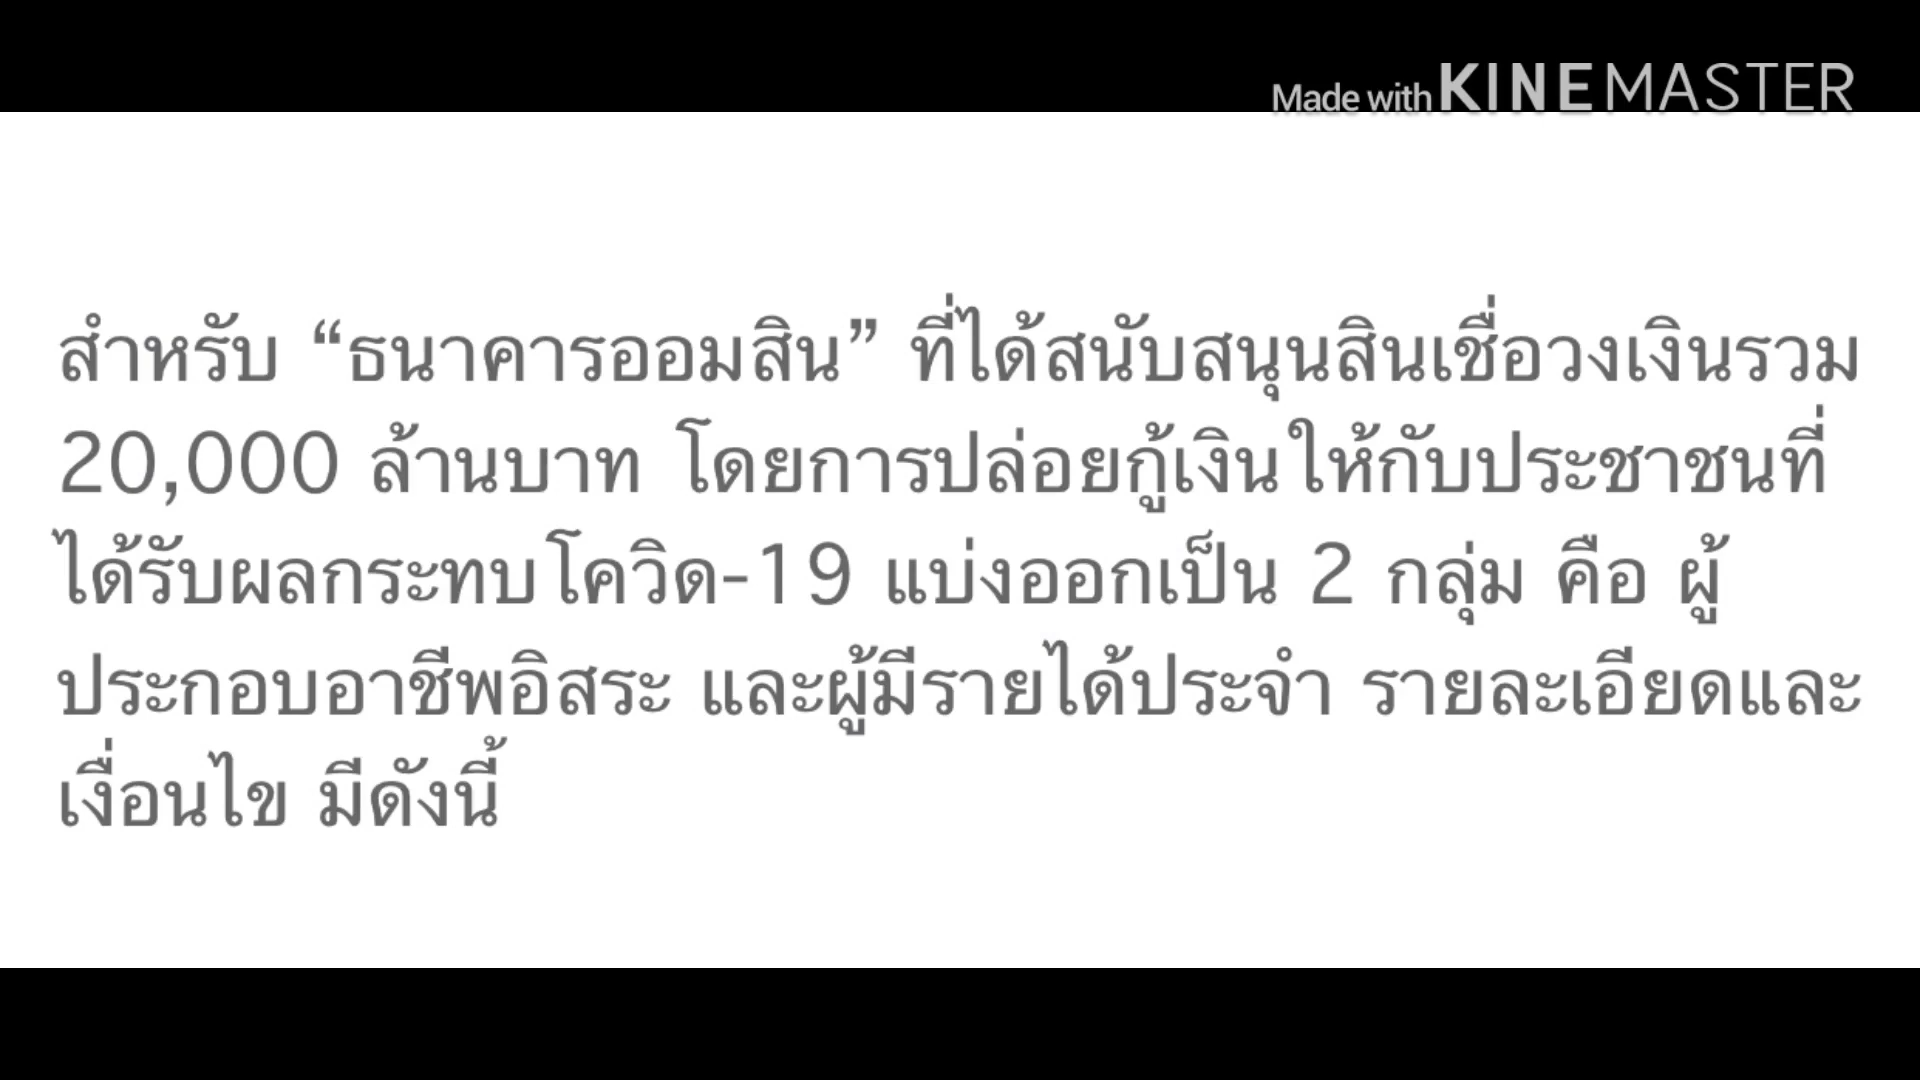 Made with KINEMASTER
สำหรับ “ธนาคารออมสิน” ที่ได้สนับสนุนสินเชื่อวงเงินรวม
20,000 ล้านบาท โดยการปล่อยกู้เงินให้กับประชาชนที่
ได้รับผลกระทบโควิด-19 แบ่งออกเป็น 2 กลุ่ม คือ ผู้
ประกอบอาชีพอิสระ และผู้มีรายได้ประจำ รายละเอียดและ
เงื่อนไข มีดังนี้